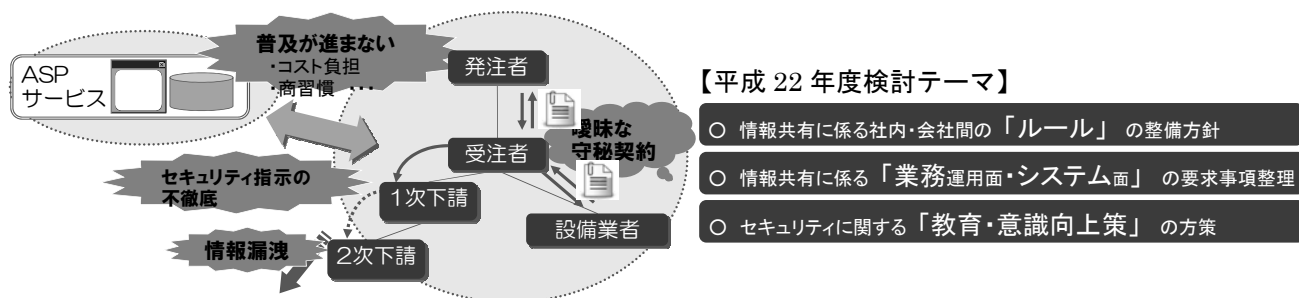 普及が進まない
・コスト負担
・商習慣 ・・・
ASP
サービス
発注者
曖昧な
守秘契約
受注者
セキュリティ指示の
不徹底
1次下請
設備業者
情報漏洩
2次下請
【平成 22 年度検討テーマ】
○ 情報共有に係る社内・会社間の「ルール」 の整備方針
○ 情報共有に係る「業務運用面・システム面」 の要求事項整理
○ セキュリティに関する「教育・意識向上策」 の方策